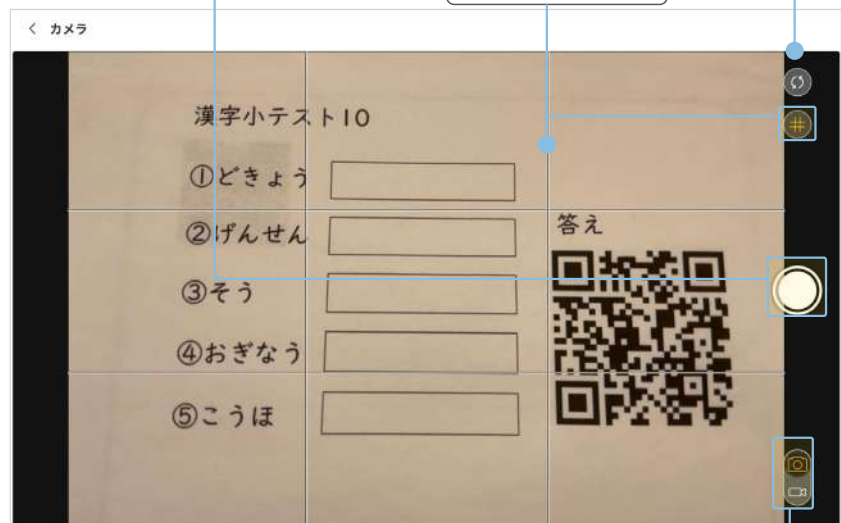 カメラ
漢字小テスト10
①どきょう
②げんせん
③そう
④おぎなう
⑤こうほ
答え